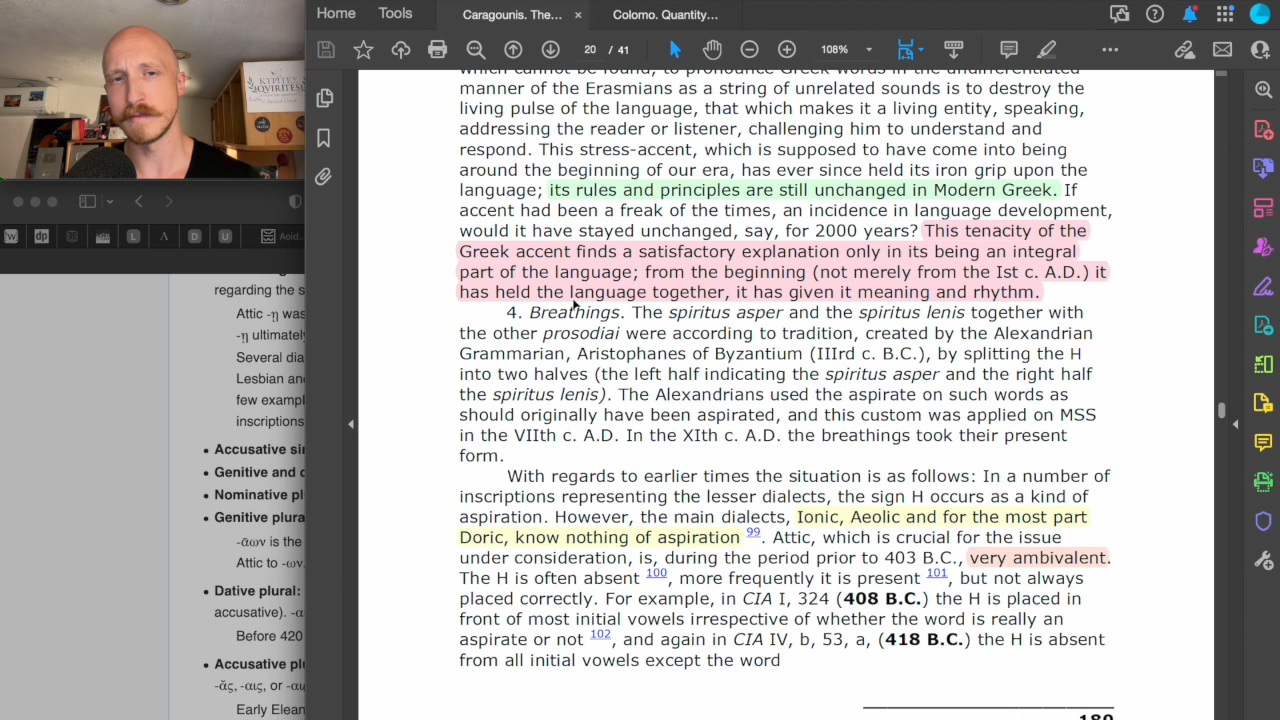 Home
Tools
Caragounis. The...
×
Colomo. Quantity...
20 / 41
108%
ΚΥΡΙΤΕϹ
IQVIRITES
which cannot be found, to pronounce Greek words in the undifferentiated
manner of the Erasmians as a string of unrelated sounds is to destroy the
living pulse of the language, that which makes it a living entity, speaking,
addressing the reader or listener, challenging him to understand and
respond. This stress-accent, which is supposed to have come into being
around the beginning of our era, has ever since held its iron grip upon the
language; its rules and principles are still unchanged in Modern Greek. If
accent had been a freak of the times, an incidence in language development,
would it have stayed unchanged, say, for 2000 years? This tenacity of the
Greek accent finds a satisfactory explanation only in its being an integral
part of the language; from the beginning (not merely from the Ist c. A.D.) it
has held the language together, it has given it meaning and rhythm.
4. Breathings. The spiritus asper and the spiritus lenis together with
the other prosodiai were according to tradition, created by the Alexandrian
Grammarian, Aristophanes of Byzantium (IIIrd c. B.C.), by splitting the H
into two halves (the left half indicating the spiritus asper and the right half
the spiritus lenis). The Alexandrians used the aspirate on such words as
should originally have been aspirated, and this custom was applied on MSS
in the VIIth c. A.D. In the XIth c. A.D. the breathings took their present
form.
With regards to earlier times the situation is as follows: In a number of
inscriptions representing the lesser dialects, the sign H occurs as a kind of
aspiration. However, the main dialects, Ionic, Aeolic and for the most part
Doric, know nothing of aspiration 99. Attic, which is crucial for the issue
under consideration, is, during the period prior to 403 B.C., very ambivalent.
The H is often absent 100, more frequently it is present 101, but not always
placed correctly. For example, in CIA I, 324 (408 B.C.) the H is placed in
front of most initial vowels irrespective of whether the word is really an
aspirate or not 102, and again in CIA IV, b, 53, a, (418 B.C.) the H is absent
from all initial vowels except the word
180
w
dp
L
Λ
D
U
Aoid...
regarding the s
Attic -η was
-η ultimately
Several dia
Lesbian and
few exampl
inscriptions
• Accusative si
• Genitive and d
• Nominative pl
• Genitive plura
-ᾱων is the
Attic to -ων.
• Dative plural:
accusative). -α
Before 420
• Accusative plu
-ᾰς, -αις, or -αι
Early Elean